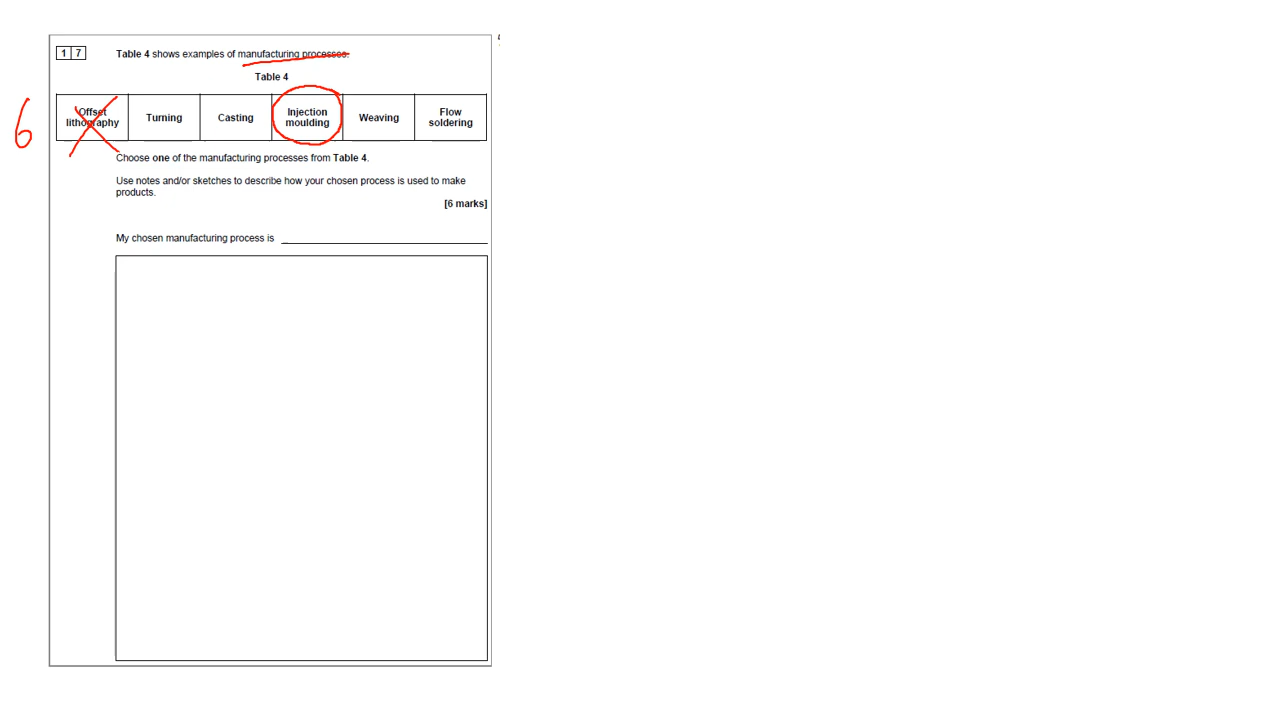 1 7 Table 4 shows examples of manufacturing processes.
Table 4
6
Offset lithography Turning Casting Injection moulding Weaving Flow soldering
Choose one of the manufacturing processes from Table 4.
Use notes and/or sketches to describe how your chosen process is used to make
products.
[6 marks]
My chosen manufacturing process is